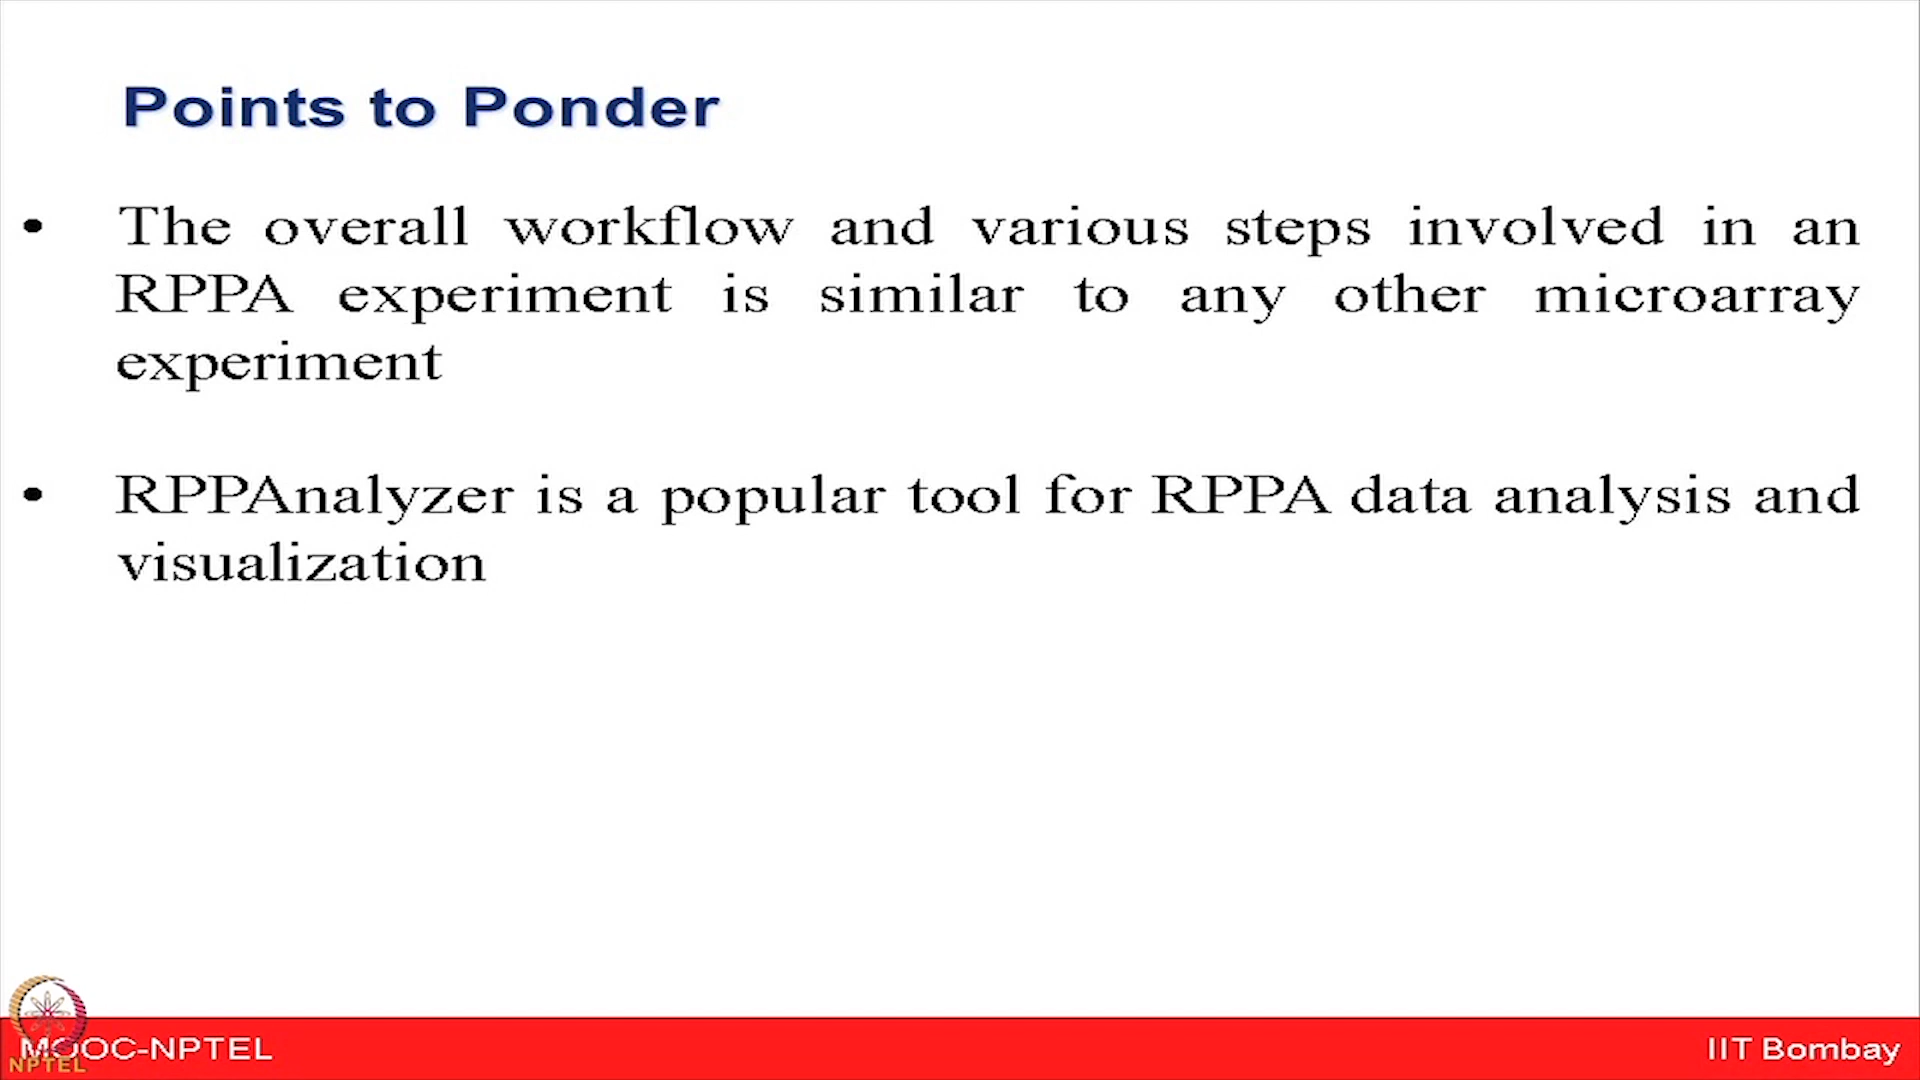 Points to Ponder
• The overall workflow and various steps involved in an
RPPA experiment is similar to any other microarray
experiment
• RPPAnalyzer is a popular tool for RPPA data analysis and
visualization
MOOC-NPTEL
NPTEL
IIT Bombay